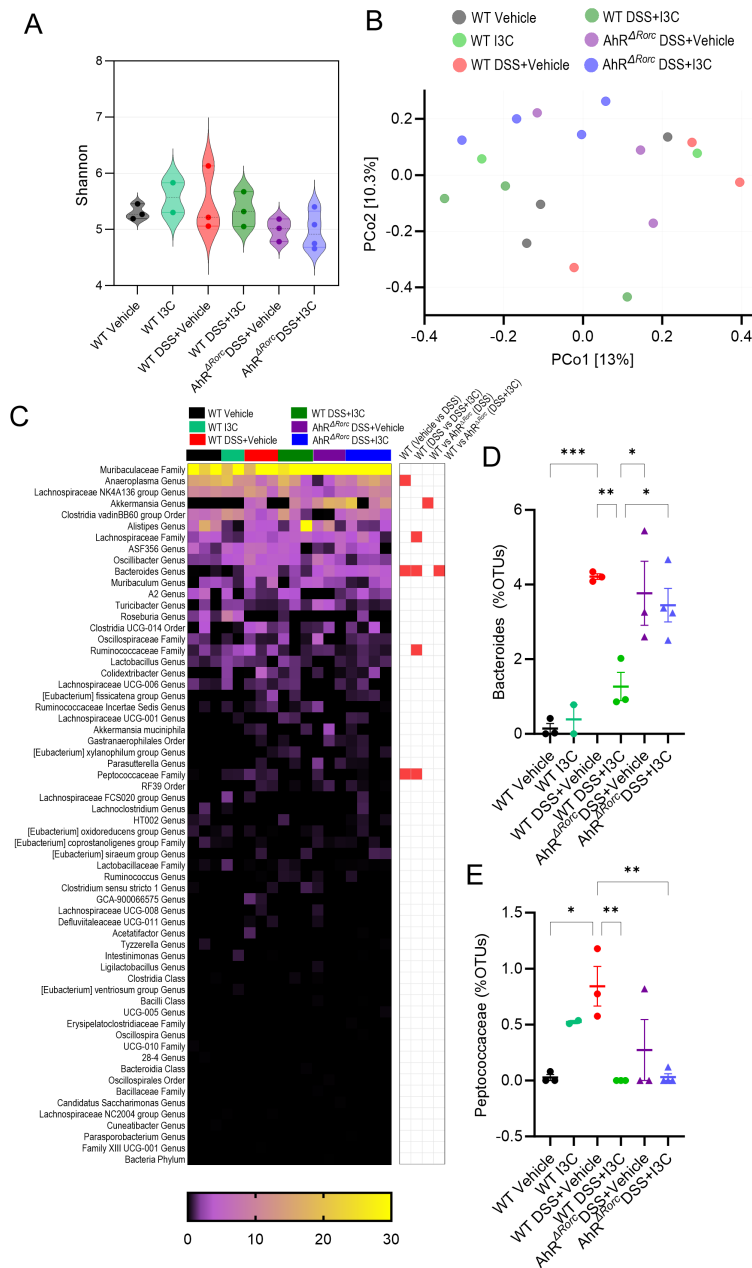 A
8
7
6
5
4
Shannon
WT Vehicle
WT I3C
WT DSS+Vehicle
WT DSS+I3C
AhRΔRorcDSS+Vehicle
AhRΔRorcDSS+I3C
B
WT Vehicle
WT I3C
WT DSS+Vehicle
WT DSS+I3C
AhRΔRorc DSS+Vehicle
AhRΔRorc DSS+I3C
0.2
0.0
-0.2
-0.4
PCo2 [10.3%]
-0.4
-0.2
0.0
0.2
0.4
PCo1 [13%]
C
WT Vehicle
WT I3C
WT DSS+Vehicle
WT DSS+I3C
AhRΔRorc DSS+Vehicle
AhRΔRorc DSS+I3C
WT (Vehicle vs DSS)
WT (DSS vs DSS+I3C)
WT vs AhRΔRorc (DSS)
WT vs AhRΔRorc (DSS+I3C)
Muribaculaceae Family
Anaeroplasma Genus
Lachnospiraceae NK4A136 group Genus
Akkermansia Genus
Clostridia vadinBB60 group Order
Alistipes Genus
Lachnospiraceae Family
ASF356 Genus
Oscillibacter Genus
Bacteroides Genus
Muribaculum Genus
A2 Genus
Turicibacter Genus
Roseburia Genus
Clostridia UCG-014 Order
Oscillospiraceae Family
Ruminococcaceae Family
Lactobacillus Genus
Colidextribacter Genus
Lachnospiraceae UCG-006 Genus
[Eubacterium] fissicatena group Genus
Ruminococcaceae Incertae Sedis Genus
Lachnospiraceae UCG-001 Genus
Akkermansia muciniphila
Gastranaerophilales Order
[Eubacterium] xylanophilum group Genus
Parasutterella Genus
Peptococcaceae Family
RF39 Order
Lachnospiraceae FCS020 group Genus
Lachnoclostridium Genus
HT002 Genus
[Eubacterium] oxidoreducens group Genus
[Eubacterium] coprostanoligenes group Family
[Eubacterium] siraeum group Genus
Lactobacillaceae Family
Ruminococcus Genus
Clostridium sensu stricto 1 Genus
GCA-900066575 Genus
Lachnospiraceae UCG-008 Genus
Defluviitaleaceae UCG-011 Genus
Acetatifactor Genus
Tyzzerella Genus
Intestinimonas Genus
Ligilactobacillus Genus
Clostridia Class
[Eubacterium] ventriosum group Genus
Bacilli Class
UCG-005 Genus
Erysipelatoclostridiaceae Family
Oscillospira Genus
UCG-010 Family
28-4 Genus
Bacteroidia Class
Oscillospirales Order
Bacillaceae Family
Candidatus Saccharimonas Genus
Lachnospiraceae NC2004 group Genus
Cuneatibacter Genus
Parasporobacterium Genus
Family XIII UCG-001 Genus
Bacteria Phylum
0
10
20
30
D
***
*
**
*
6
4
2
0
Bacteroides (%OTUs)
WT Vehicle
WT I3C
WT DSS+Vehicle
WT DSS+I3C
AhRΔRorcDSS+Vehicle
AhRΔRorcDSS+I3C
E
**
*
**
1.5
1.0
0.5
0.0
-0.5
Peptococcaceae (%OTUs)
WT Vehicle
WT I3C
WT DSS+Vehicle
WT DSS+I3C
AhRΔRorcDSS+Vehicle
AhRΔRorcDSS+I3C